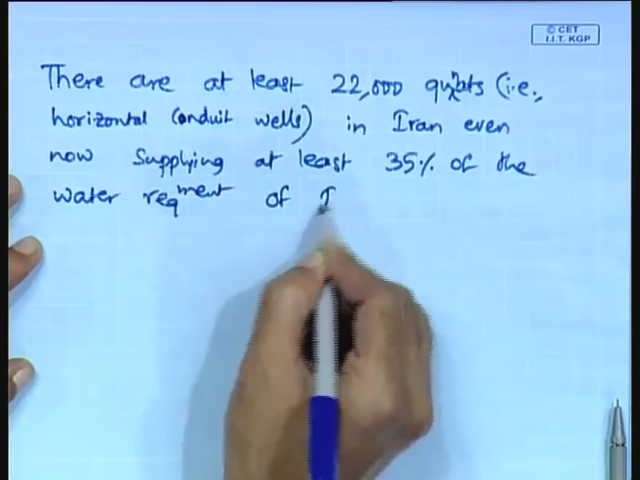 © CET
I.I.T. KGP
There are at least 22,000 qunats (i.e.,
horizontal conduit wells) in Iran even
now supplying at least 35% of the
water reqment of I